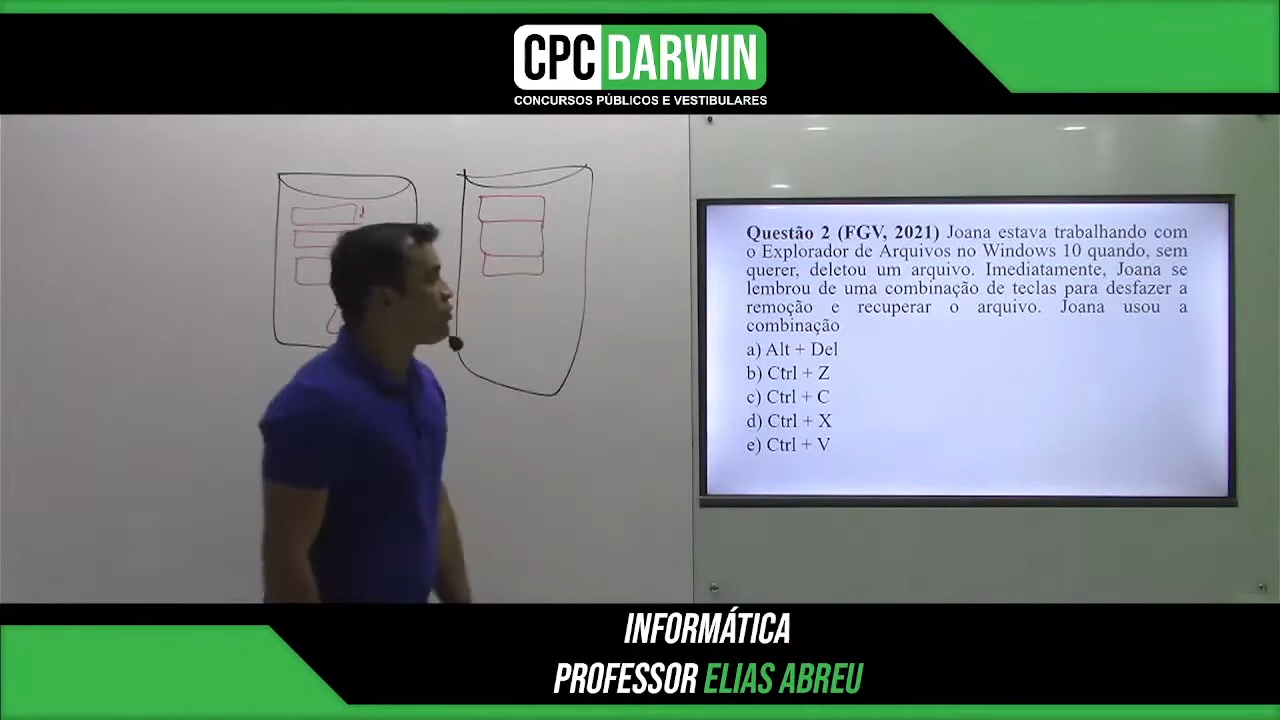 CPC DARWIN
CONCURSOS PÚBLICOS E VESTIBULARES
Questão 2 (FGV, 2021) Joana estava trabalhando com
o Explorador de Arquivos no Windows 10 quando, sem
querer, deletou um arquivo. Imediatamente, Joana se
lembrou de uma combinação de teclas para desfazer a
remoção e recuperar o arquivo. Joana usou a
combinação
a) Alt + Del
b) Ctrl + Z
c) Ctrl + C
d) Ctrl + X
e) Ctrl + V
INFORMÁTICA
PROFESSOR ELIAS ABREU